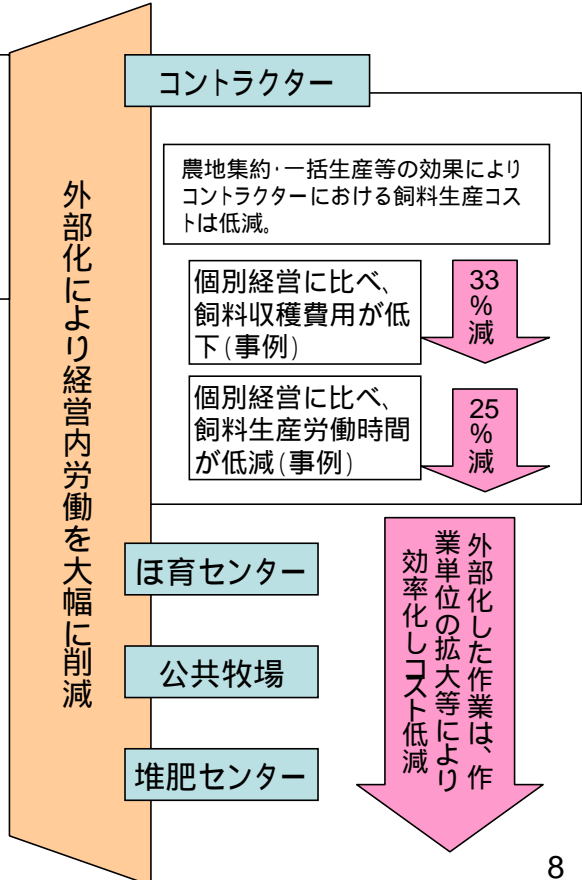 外部化により経営内労働を大幅に削減
コントラクター
農地集約・一括生産等の効果により
コントラクターにおける飼料生産コス
トは低減。
個別経営に比べ、
飼料収穫費用が低
下(事例)
33
%
減
個別経営に比べ、
飼料生産労働時間
が低減(事例)
25
%
減
ほ育センター
公共牧場
堆肥センター
外部化した作業は、作
業単位の拡大等により
効率化しコスト低減
8